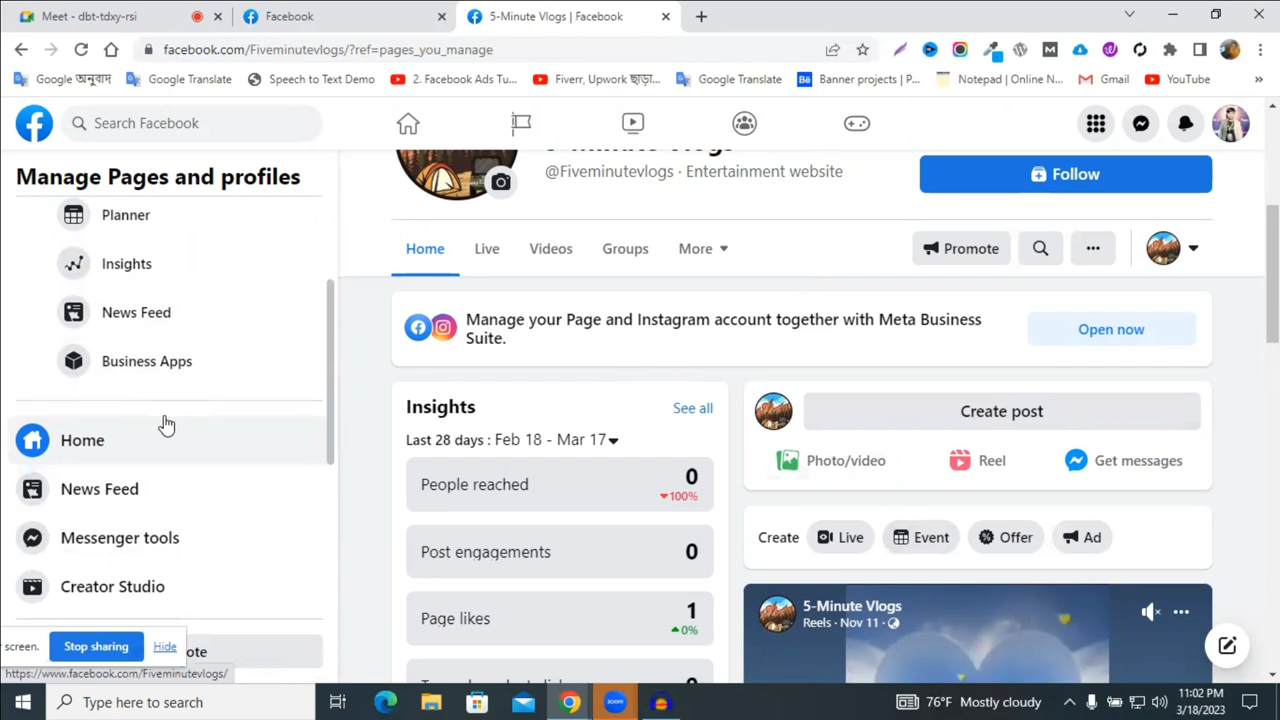 Meet - dbt-tdxy-rsi
Facebook
5-Minute Vlogs | Facebook
facebook.com/Fiveminutevlogs/?ref=pages_you_manage
Google অনুবাদ
Google Translate
Speech to Text Demo
2. Facebook Ads Tu...
Fiverr, Upwork ছাড়া...
Google Translate
Banner projects | P...
Notepad | Online N...
Gmail
YouTube
Search Facebook
Manage Pages and profiles
Planner
Insights
News Feed
Business Apps
Home
News Feed
Messenger tools
Creator Studio
screen.
Stop sharing
Hide
ote
https://www.facebook.com/Fiveminutevlogs/
5-Minute Vlogs
@Fiveminutevlogs · Entertainment website
Follow
Home
Live
Videos
Groups
More
Promote
Manage your Page and Instagram account together with Meta Business
Suite.
Open now
Insights
See all
Last 28 days : Feb 18 - Mar 17
People reached
0
100%
Post engagements
0
Page likes
1
0%
Create post
Photo/video
Reel
Get messages
Create
Live
Event
Offer
Ad
5-Minute Vlogs
Reels · Nov 11 ·
Type here to search
zoom
76°F Mostly cloudy
11:02 PM
3/18/2023